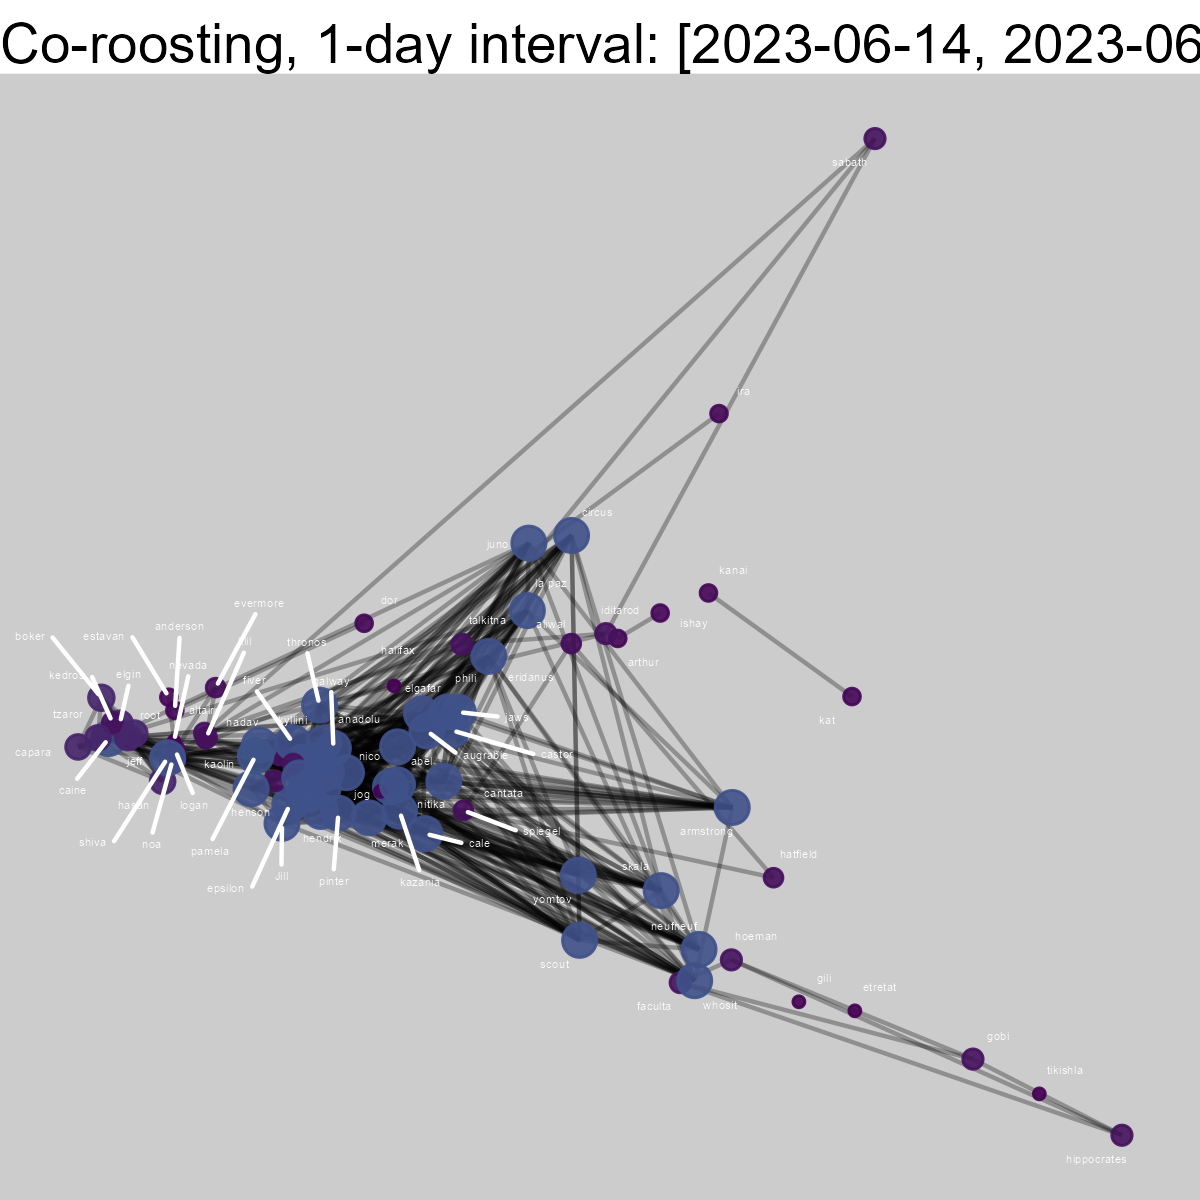 Co-roosting, 1-day interval: [2023-06-14, 2023-06
sabath
ira
circus
juno
kanai
la paz
dor
evermore
iditarod
ishay
talkitna
aliwal
anderson
boker
estavan
thronos
halifax
arthur
nevada
kedros
elgin
fiver
galway
phili
eridanus
elgafar
tzaror
root
altair
hadav
kyllini
anadolu
jaws
kat
capara
jeff
kaolin
nico
abel
augrabie
castor
caine
hasan
logan
henson
jog
nitika
cantata
shiva
noa
pamela
merak
spiegel
cale
armstrong
epsilon
Jill
pinter
kazania
skala
hatfield
yomtov
neufneuf
hoeman
scout
faculta
whosit
gili
etretat
gobi
tikishla
hippocrates